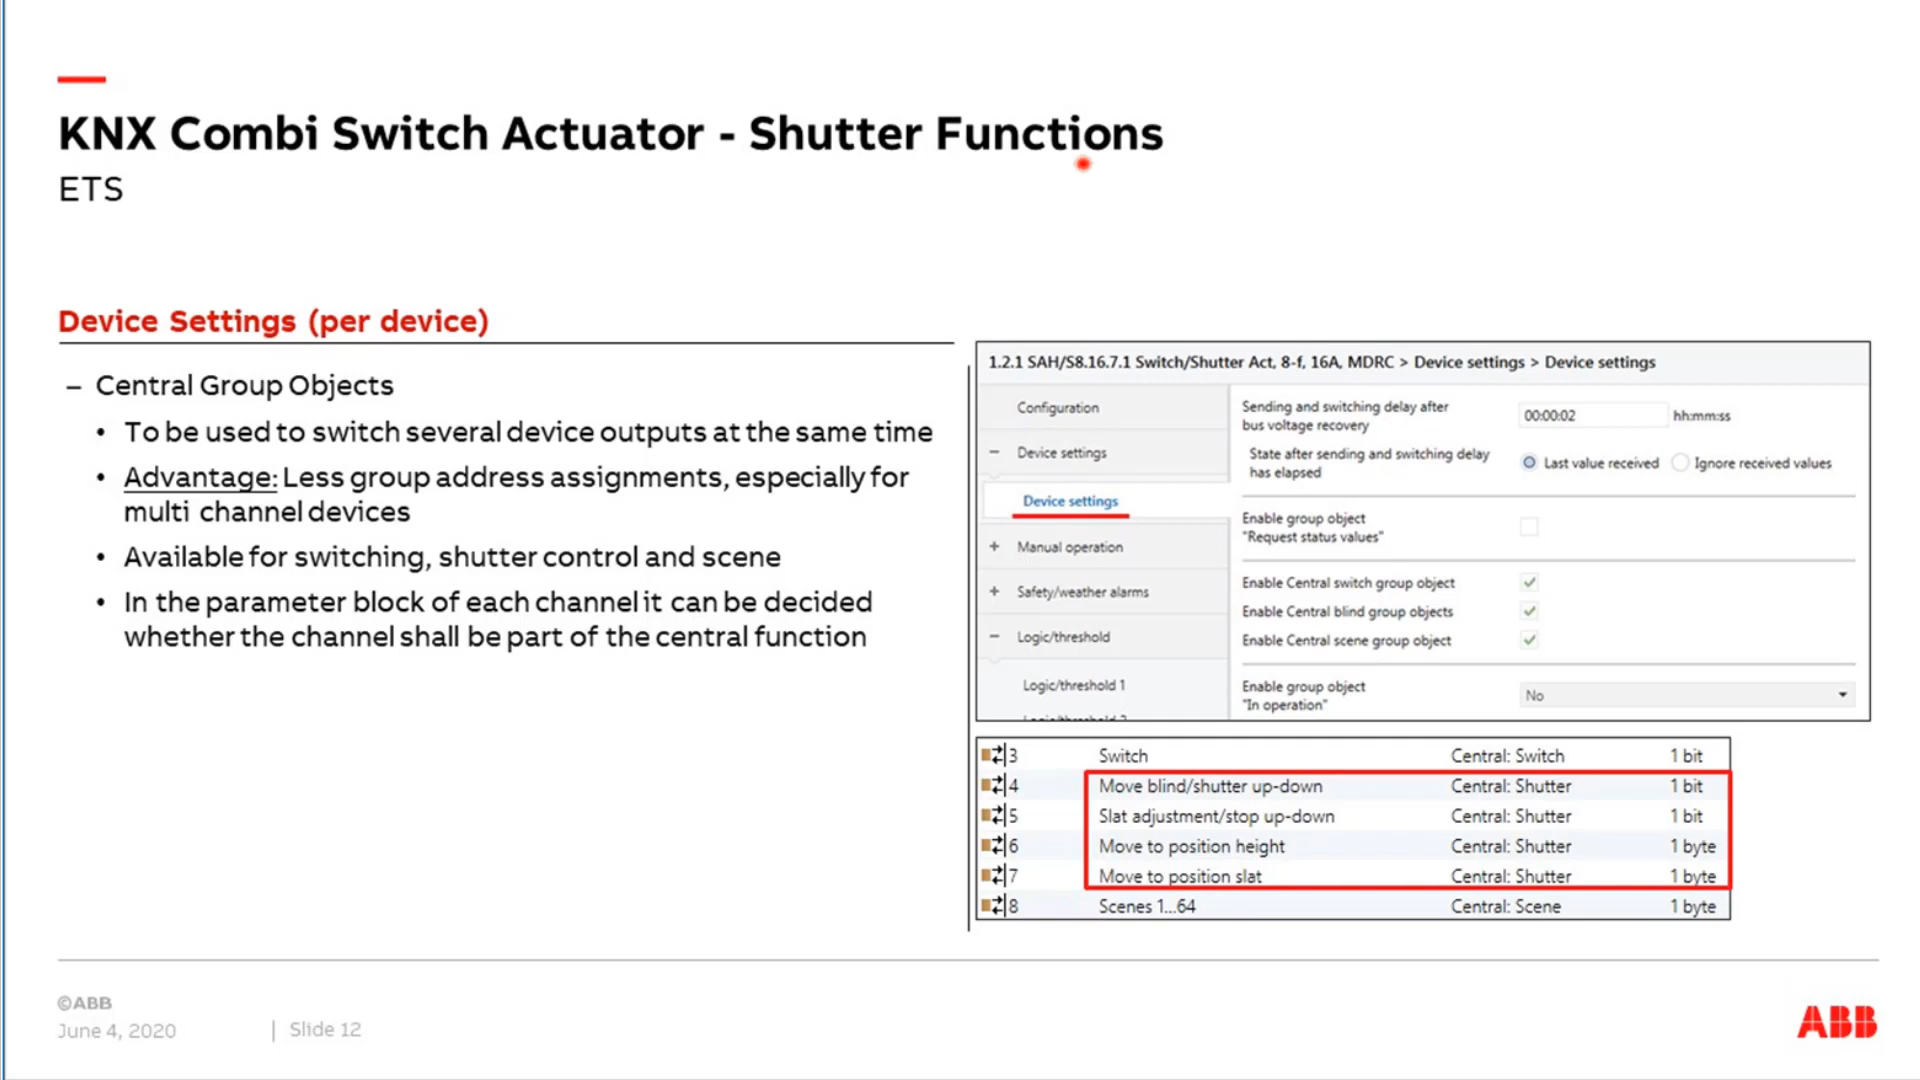 KNX Combi Switch Actuator - Shutter Functions
ETS
Device Settings (per device)
– Central Group Objects
• To be used to switch several device outputs at the same time
• Advantage: Less group address assignments, especially for
multi channel devices
• Available for switching, shutter control and scene
• In the parameter block of each channel it can be decided
whether the channel shall be part of the central function
1.2.1 SAH/S8.16.7.1 Switch/Shutter Act, 8-f, 16A, MDRC > Device settings > Device settings
Configuration
– Device settings
Device settings
+ Manual operation
+ Safety/weather alarms
– Logic/threshold
Logic/threshold 1
Logic/threshold 2
Sending and switching delay after
bus voltage recovery
00:00:02 hh:mm:ss
State after sending and switching delay
has elapsed
Last value received Ignore received values
Enable group object
"Request status values"
Enable Central switch group object
Enable Central blind group objects
Enable Central scene group object
Enable group object
"In operation"
No
3 Switch Central: Switch 1 bit
4 Move blind/shutter up-down Central: Shutter 1 bit
5 Slat adjustment/stop up-down Central: Shutter 1 bit
6 Move to position height Central: Shutter 1 byte
7 Move to position slat Central: Shutter 1 byte
8 Scenes 1...64 Central: Scene 1 byte
©ABB
June 4, 2020 | Slide 12
ABB